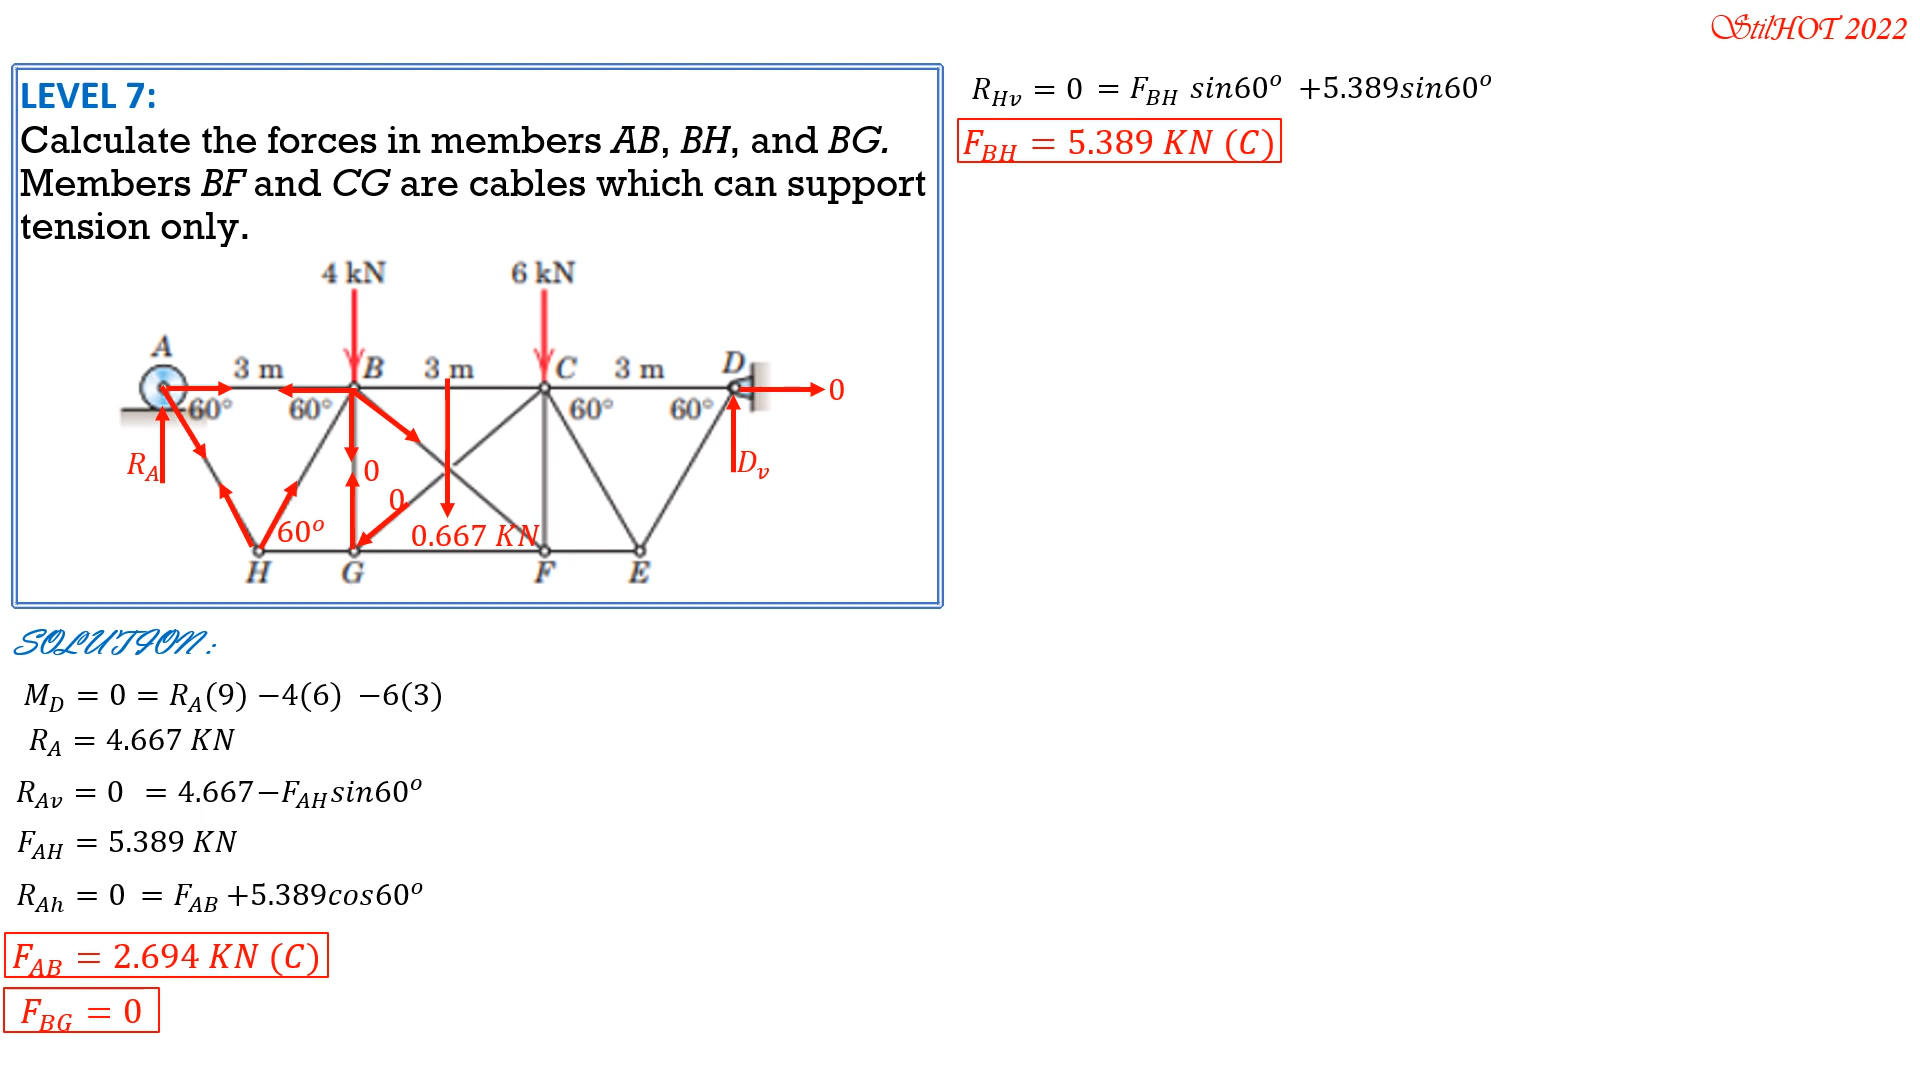 StilHOT 2022
LEVEL 7:
Calculate the forces in members AB, BH, and BG.
Members BF and CG are cables which can support
tension only.
4 kN 6 kN
A 3 m B 3 m C 3 m D
0
60° 60° 60° 60°
R_A 0 D_v
0
60° 0.667 KN
H G F E
SOLUTION :
M_D = 0 = R_A(9) −4(6) −6(3)
R_A = 4.667 KN
R_Av = 0 = 4.667−F_AH sin60°
F_AH = 5.389 KN
R_Ah = 0 = F_AB +5.389cos60°
F_AB = 2.694 KN (C)
F_BG = 0
R_Hv = 0 = F_BH sin60° +5.389sin60°
F_BH = 5.389 KN (C)